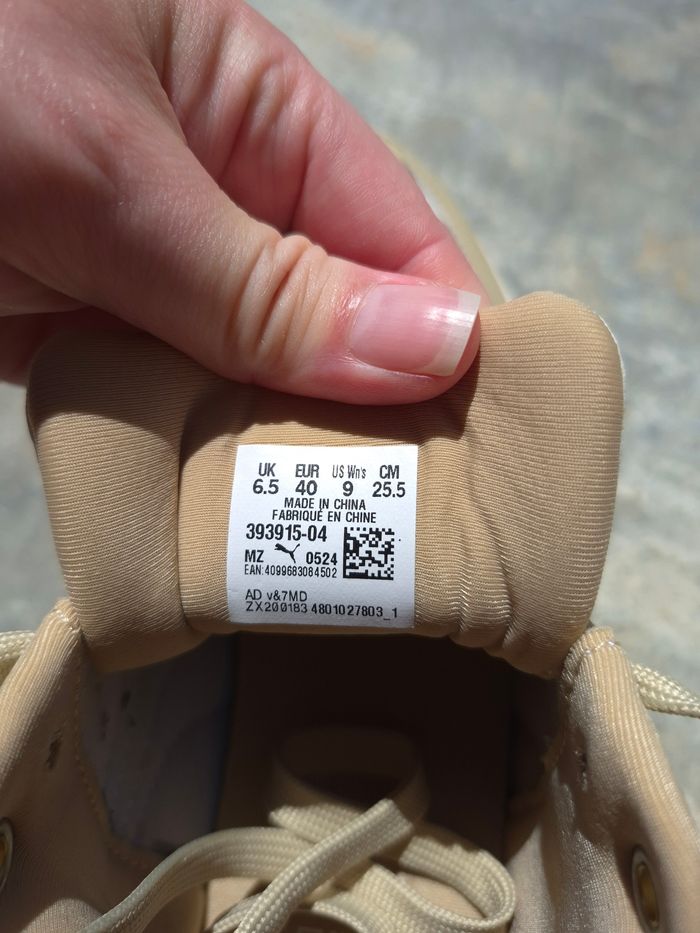 UK EUR US Wn's CM
6.5 40 9 25.5
MADE IN CHINA
FABRIQUÉ EN CHINE
393915-04
MZ 0524
EAN:4099683084502
AD v&7MD
ZX200183 4801027803_1